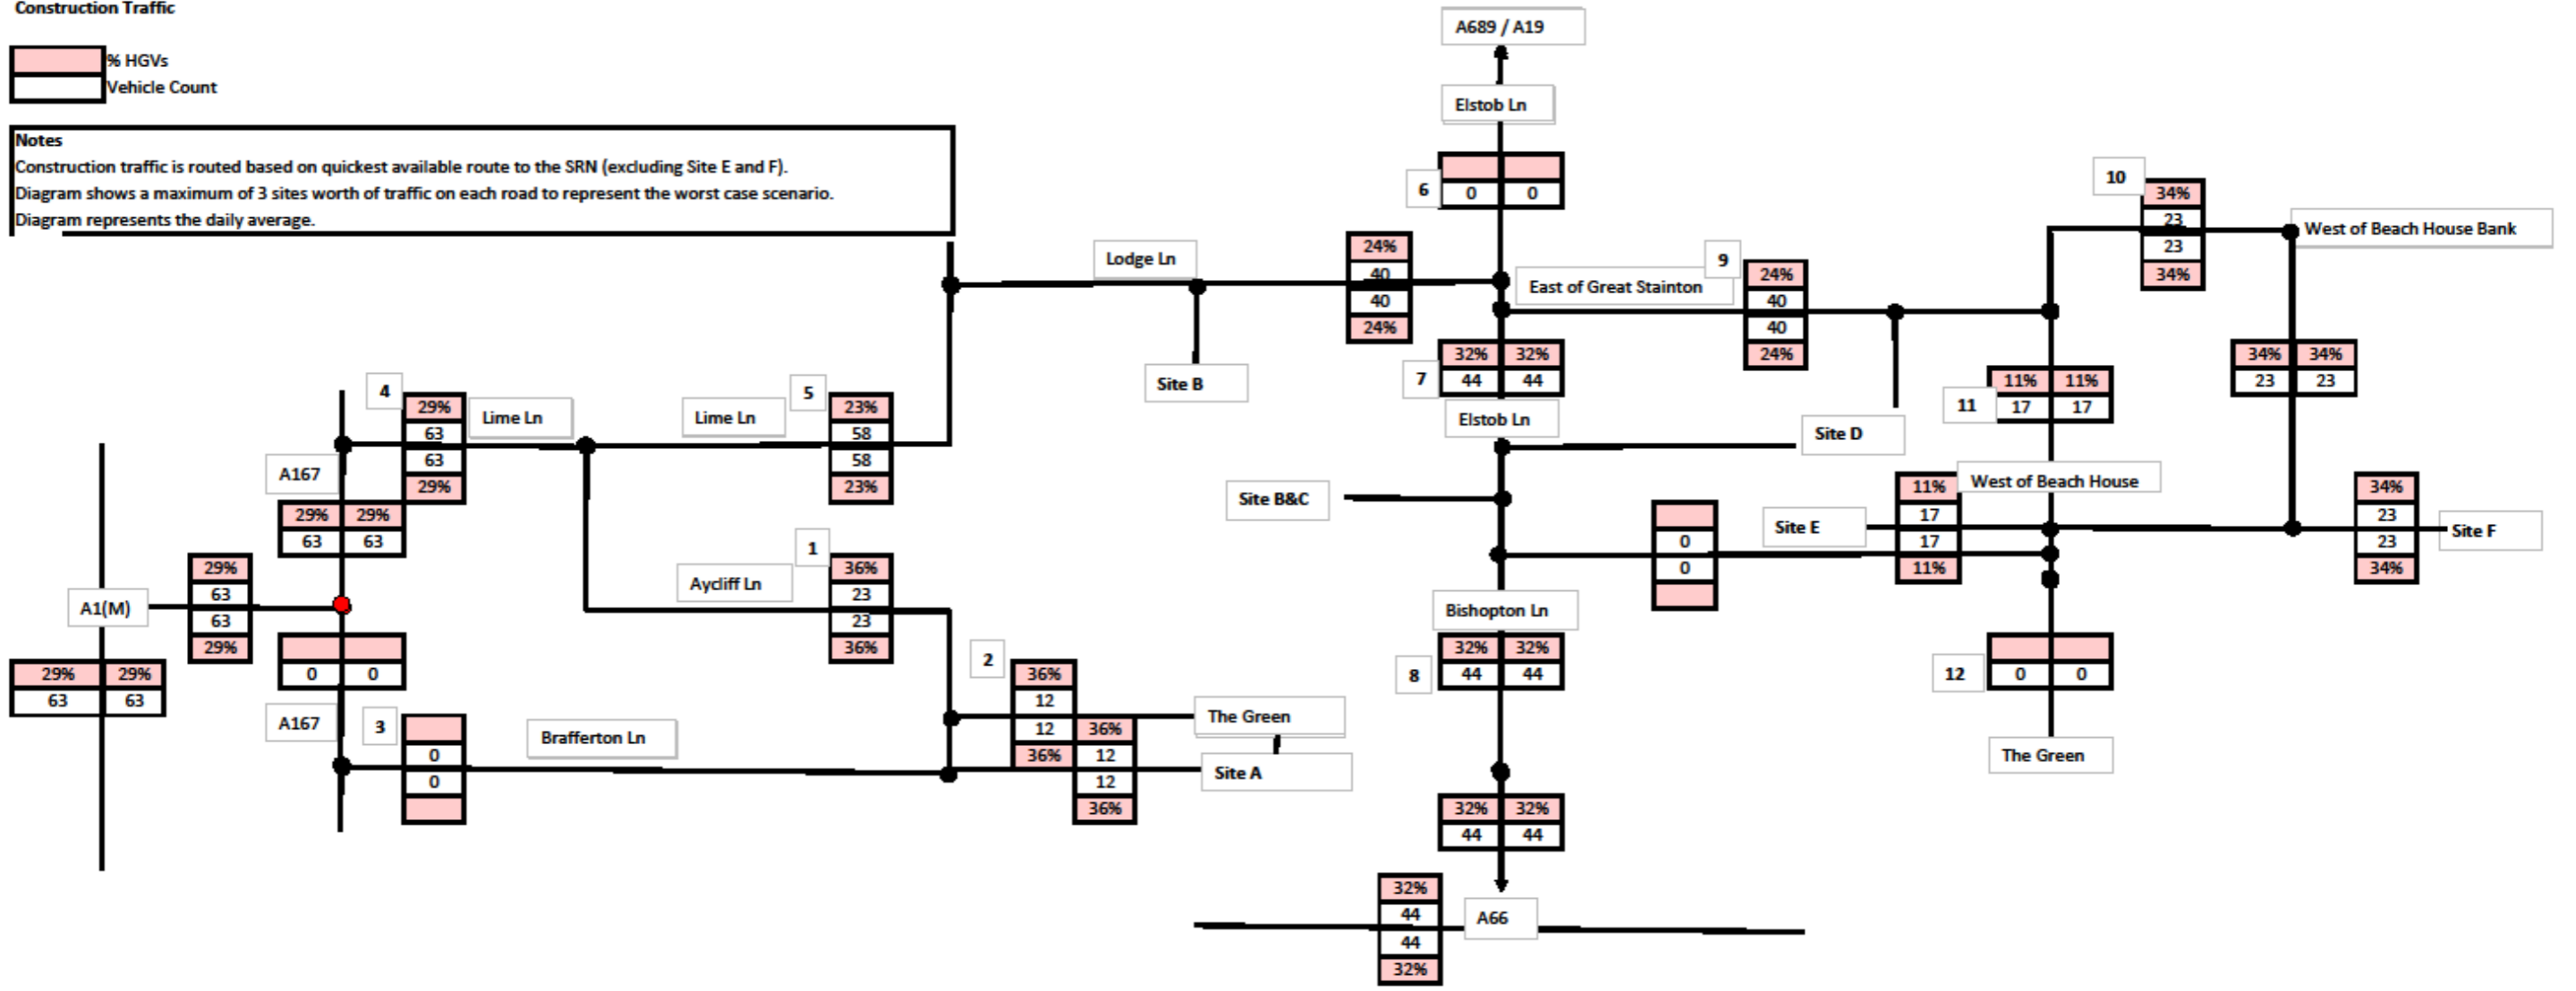 Construction Traffic
% HGVs
Vehicle Count
Notes
Construction traffic is routed based on quickest available route to the SRN (excluding Site E and F).
Diagram shows a maximum of 3 sites worth of traffic on each road to represent the worst case scenario.
Diagram represents the daily average.
A689 / A19
Elstob Ln
6
0 0
10
34%
23
23
34%
West of Beach House Bank
Lodge Ln
24%
40
40
24%
East of Great Stainton
9
24%
40
40
24%
Site B
7
32% 32%
44 44
Elstob Ln
11
11% 11%
17 17
34% 34%
23 23
4
29%
63
63
29%
Lime Ln
Lime Ln
5
23%
58
58
23%
A167
29% 29%
63 63
Site D
Site B&C
West of Beach House
Site E
11%
17
17
11%
0
0
34%
23
23
34%
Site F
1
Aycliff Ln
36%
23
23
36%
A1(M)
29%
63
63
29%
29% 29%
63 63
0 0
A167
3
0
0
Brafferton Ln
2
36%
12
12
36%
36%
12
12
36%
The Green
Site A
Bishopton Ln
8
32% 32%
44 44
12
0 0
The Green
32% 32%
44 44
32%
44
44
32%
A66